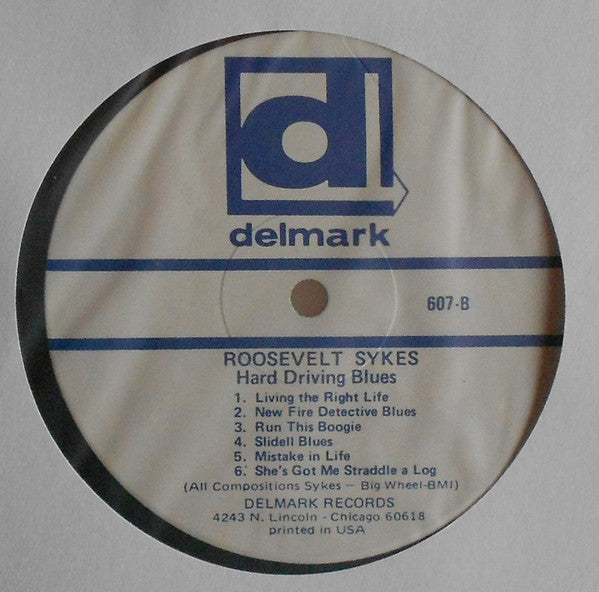 d
delmark
607-B
ROOSEVELT SYKES
Hard Driving Blues
1. Living the Right Life
2. New Fire Detective Blues
3. Run This Boogie
4. Slidell Blues
5. Mistake in Life
6. She's Got Me Straddle a Log
(All Compositions Sykes – Big Wheel-BMI)
DELMARK RECORDS
4243 N. Lincoln - Chicago 60618
printed in USA